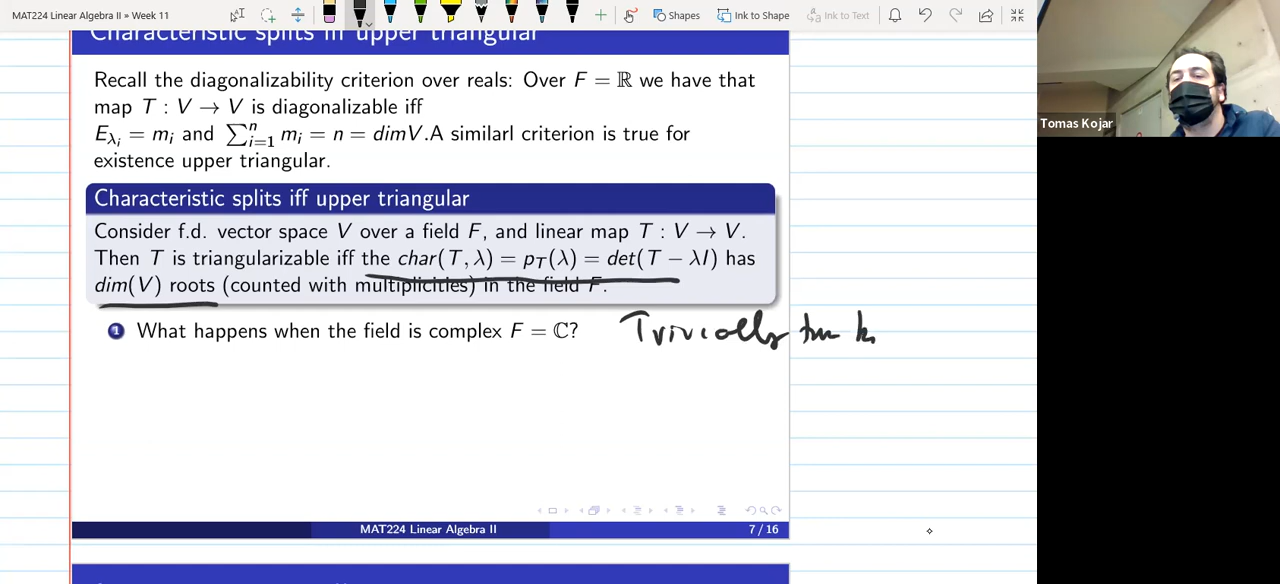 MAT224 Linear Algebra II » Week 11
Shapes
Ink to Shape
Ink to Text
Characteristic splits iff upper triangular
Recall the diagonalizability criterion over reals: Over F = ℝ we have that
map T : V → V is diagonalizable iff
E_{λ_i} = m_i and ∑_{i=1}^{n} m_i = n = dimV.A similarl criterion is true for
existence upper triangular.
Characteristic splits iff upper triangular
Consider f.d. vector space V over a field F, and linear map T : V → V.
Then T is triangularizable iff the char(T, λ) = p_T(λ) = det(T − λI) has
dim(V) roots (counted with multiplicities) in the field F.
1 What happens when the field is complex F = ℂ?
Trivially
MAT224 Linear Algebra II
7 / 16
Tomas Kojar